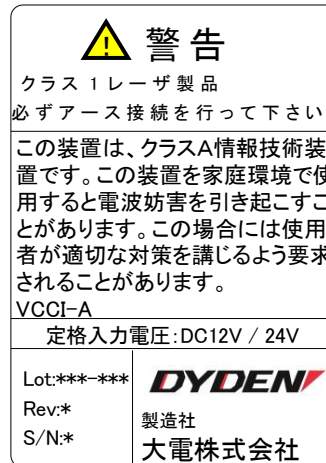 警告
クラス 1 レーザ製品
必ずアース接続を行って下さい
この装置は、クラスA情報技術装
置です。この装置を家庭環境で使
用すると電波妨害を引き起こすこ
とがあります。この場合には使用
者が適切な対策を講じるよう要求
されることがあります。
VCCI-A
定格入力電圧:DC12V / 24V
Lot:***-***
Rev:*
S/N:*
DYDEN
製造社
大電株式会社